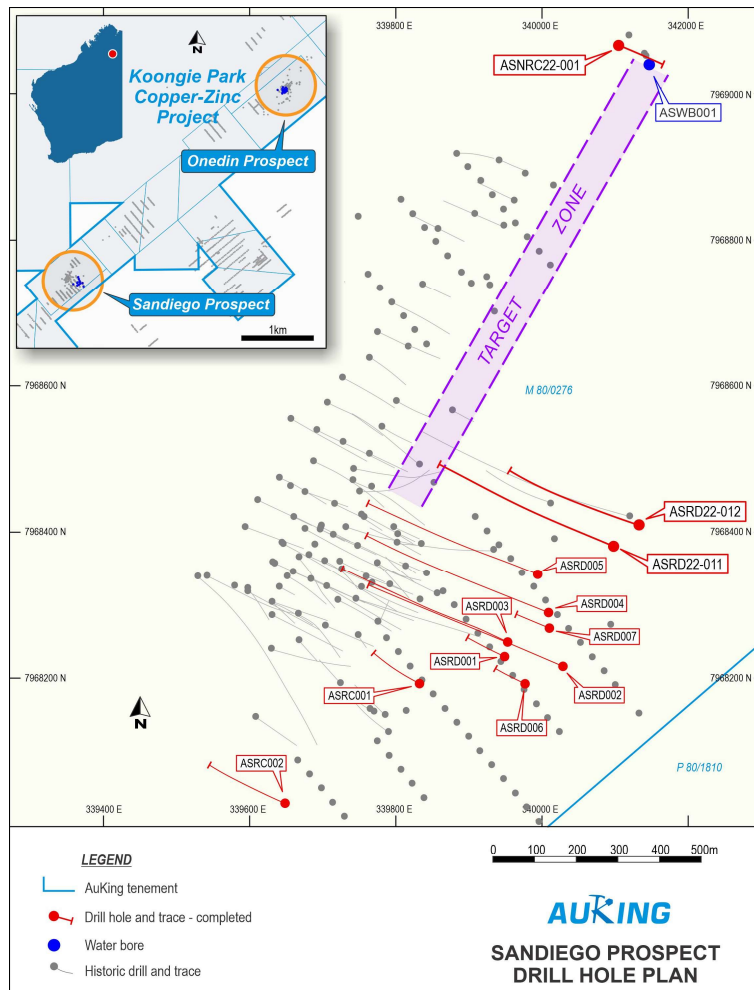 339800 E
340000 E
342000 E
N
Koongie Park
Copper-Zinc
Project
Onedin Prospect
Sandiego Prospect
1km
ASNRC22-001
ASWB001
7969000 N
7969000 N
TARGET ZONE
7968800 N
7968800 N
7968600 N
7968600 N
M 80/0276
ASRD22-012
7968400 N
7968400 N
ASRD22-011
ASRD005
ASRD004
ASRD003
ASRD007
ASRD001
ASRD002
7968200 N
7968200 N
ASRC001
ASRD006
N
ASRC002
P 80/1810
339400 E
339600 E
339800 E
340000 E
LEGEND
AuKing tenement
Drill hole and trace - completed
Water bore
Historic drill and trace
0 100 200 300 400 500m
AUKING
SANDIEGO PROSPECT
DRILL HOLE PLAN